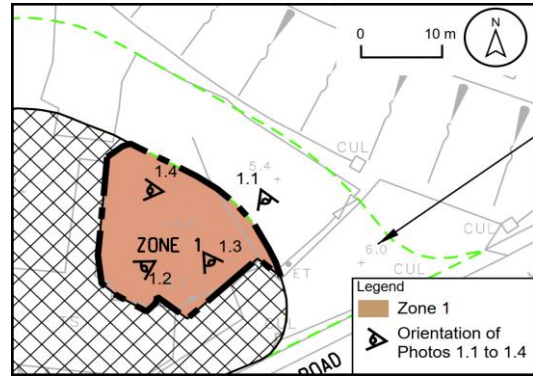 N
0 10 m
CUL
1.4
5.4
1.1
ZONE 1
1.3
1.2
6.0
CUL
CUL
ET
ROAD
Legend
Zone 1
Orientation of
Photos 1.1 to 1.4